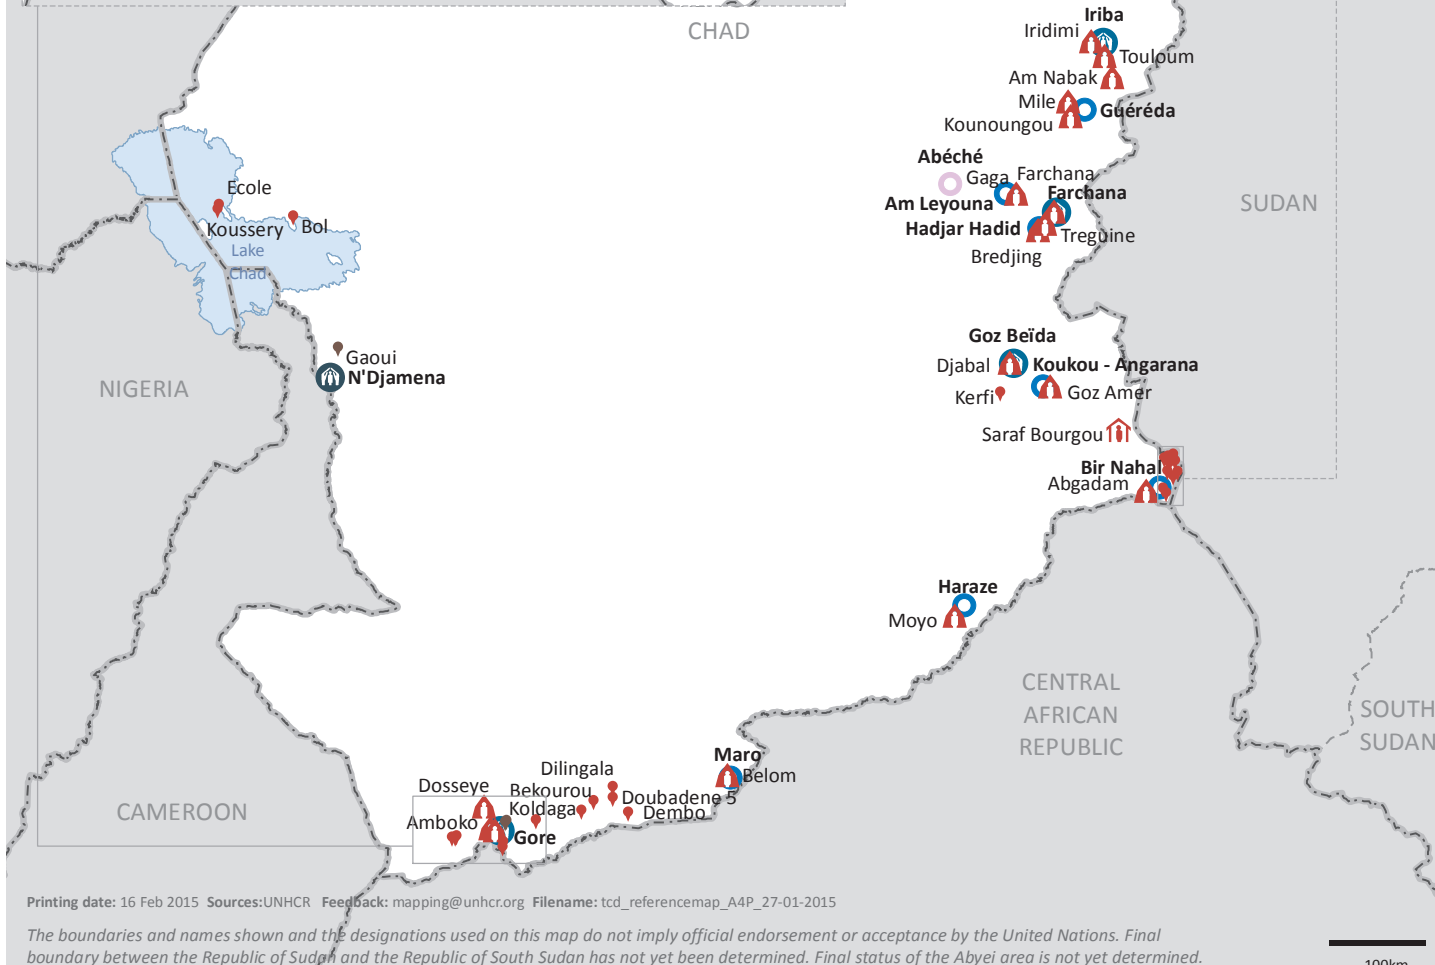 CHAD
Iriba
Iridimi
Touloum
Am Nabak
Mile
Guéréda
Kounoungou
Abéché
Gaga
Farchana
Farchana
Am Leyouna
Hadjar Hadid
Treguine
Bredjing
SUDAN
Ecole
Koussery
Bol
Lake
Chad
Goz Beïda
Djabal
Koukou - Angarana
Kerfi
Goz Amer
Gaoui
N'Djamena
NIGERIA
Saraf Bourgou
Bir Nahal
Abgadam
Haraze
Moyo
CENTRAL
AFRICAN
REPUBLIC
SOUTH
SUDAN
Maro
Belom
Dilingala
Dosseye
Bekourou
Doubadene 5
Koldaga
Dembo
Amboko
Gore
CAMEROON
Printing date: 16 Feb 2015 Sources:UNHCR Feedback: mapping@unhcr.org Filename: tcd_referencemap_A4P_27-01-2015
The boundaries and names shown and the designations used on this map do not imply official endorsement or acceptance by the United Nations. Final
boundary between the Republic of Sudan and the Republic of South Sudan has not yet been determined. Final status of the Abyei area is not yet determined.
100km